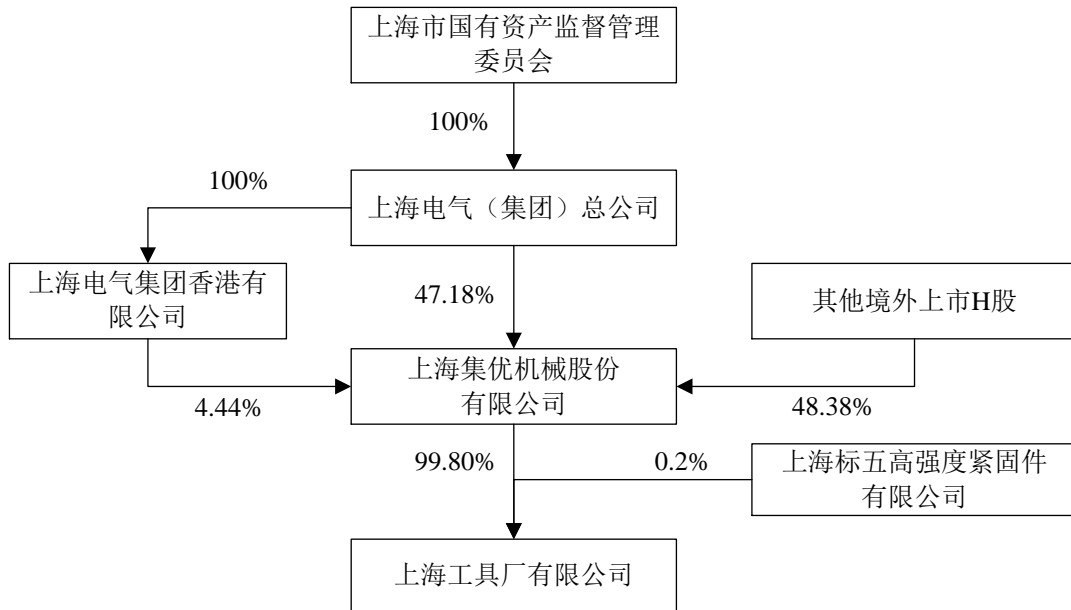 上海市国有资产监督管理
委员会
100%
100%
上海电气（集团）总公司
上海电气集团香港有
限公司
47.18%
其他境外上市H股
上海集优机械股份
有限公司
4.44%
48.38%
99.80%
0.2%
上海标五高强度紧固件
有限公司
上海工具厂有限公司